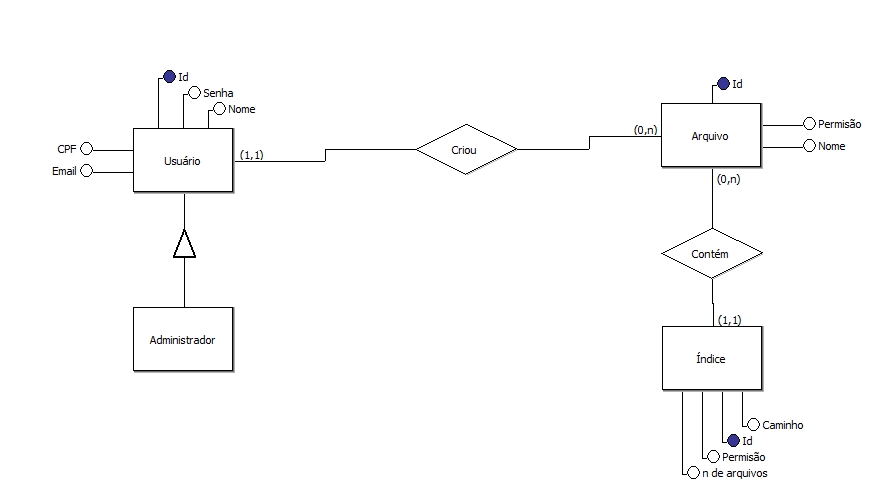 Id
Senha
Nome
CPF
Email
Usuário
(1,1)
Criou
(0,n)
Id
Arquivo
Permisão
Nome
(0,n)
Contém
(1,1)
Administrador
Índice
Caminho
Id
Permisão
n de arquivos